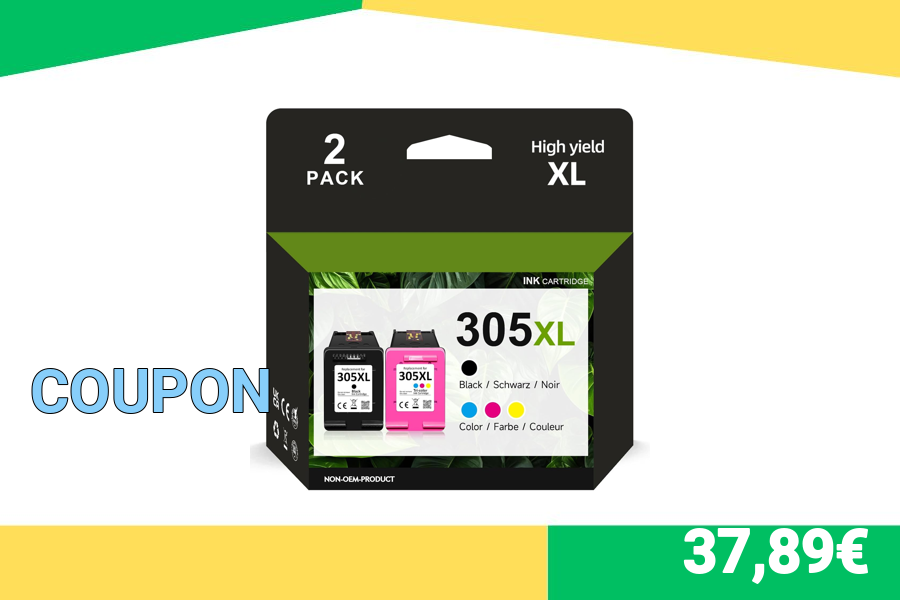 2
PACK
High yield
XL
INK CARTRIDGE
305XL
Black / Schwarz / Noir
Color / Farbe / Couleur
305XL
Black
305XL
NON-OEM-PRODUCT
COUPON
37,89€